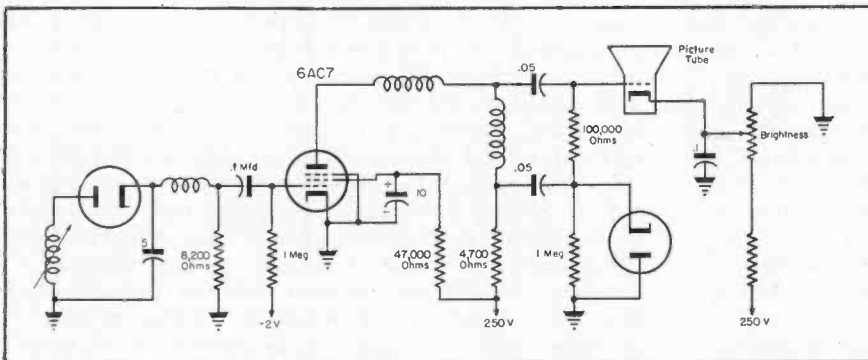 6AC7
Picture
Tube
.05
100,000
Ohms
.1
Brightness
.1 Mfd
+
10
.05
5
8,200
Ohms
1 Meg
47,000
Ohms
4,700
Ohms
1 Meg
-2V
250 V
250 V